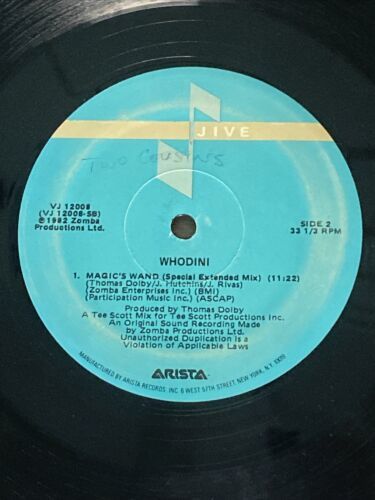 JIVE
Two Cousins
VJ 12008
(VJ 12008-SB)
℗1982 Zomba
Productions Ltd.
SIDE 2
33 1/3 RPM
WHODINI
1. MAGIC'S WAND (Special Extended Mix) (11:22)
(Thomas Dolby/J. Hutchins/J. Rivas)
(Zomba Enterprises Inc.) (BMI)
(Participation Music Inc.) (ASCAP)
Produced by Thomas Dolby
A Tee Scott Mix for Tee Scott Productions Inc.
An Original Sound Recording Made
by Zomba Productions Ltd.
Unauthorized Duplication is a
Violation of Applicable Laws
ARISTA
MANUFACTURED BY ARISTA RECORDS, INC. 6 WEST 57TH STREET, NEW YORK, N.Y. 10019